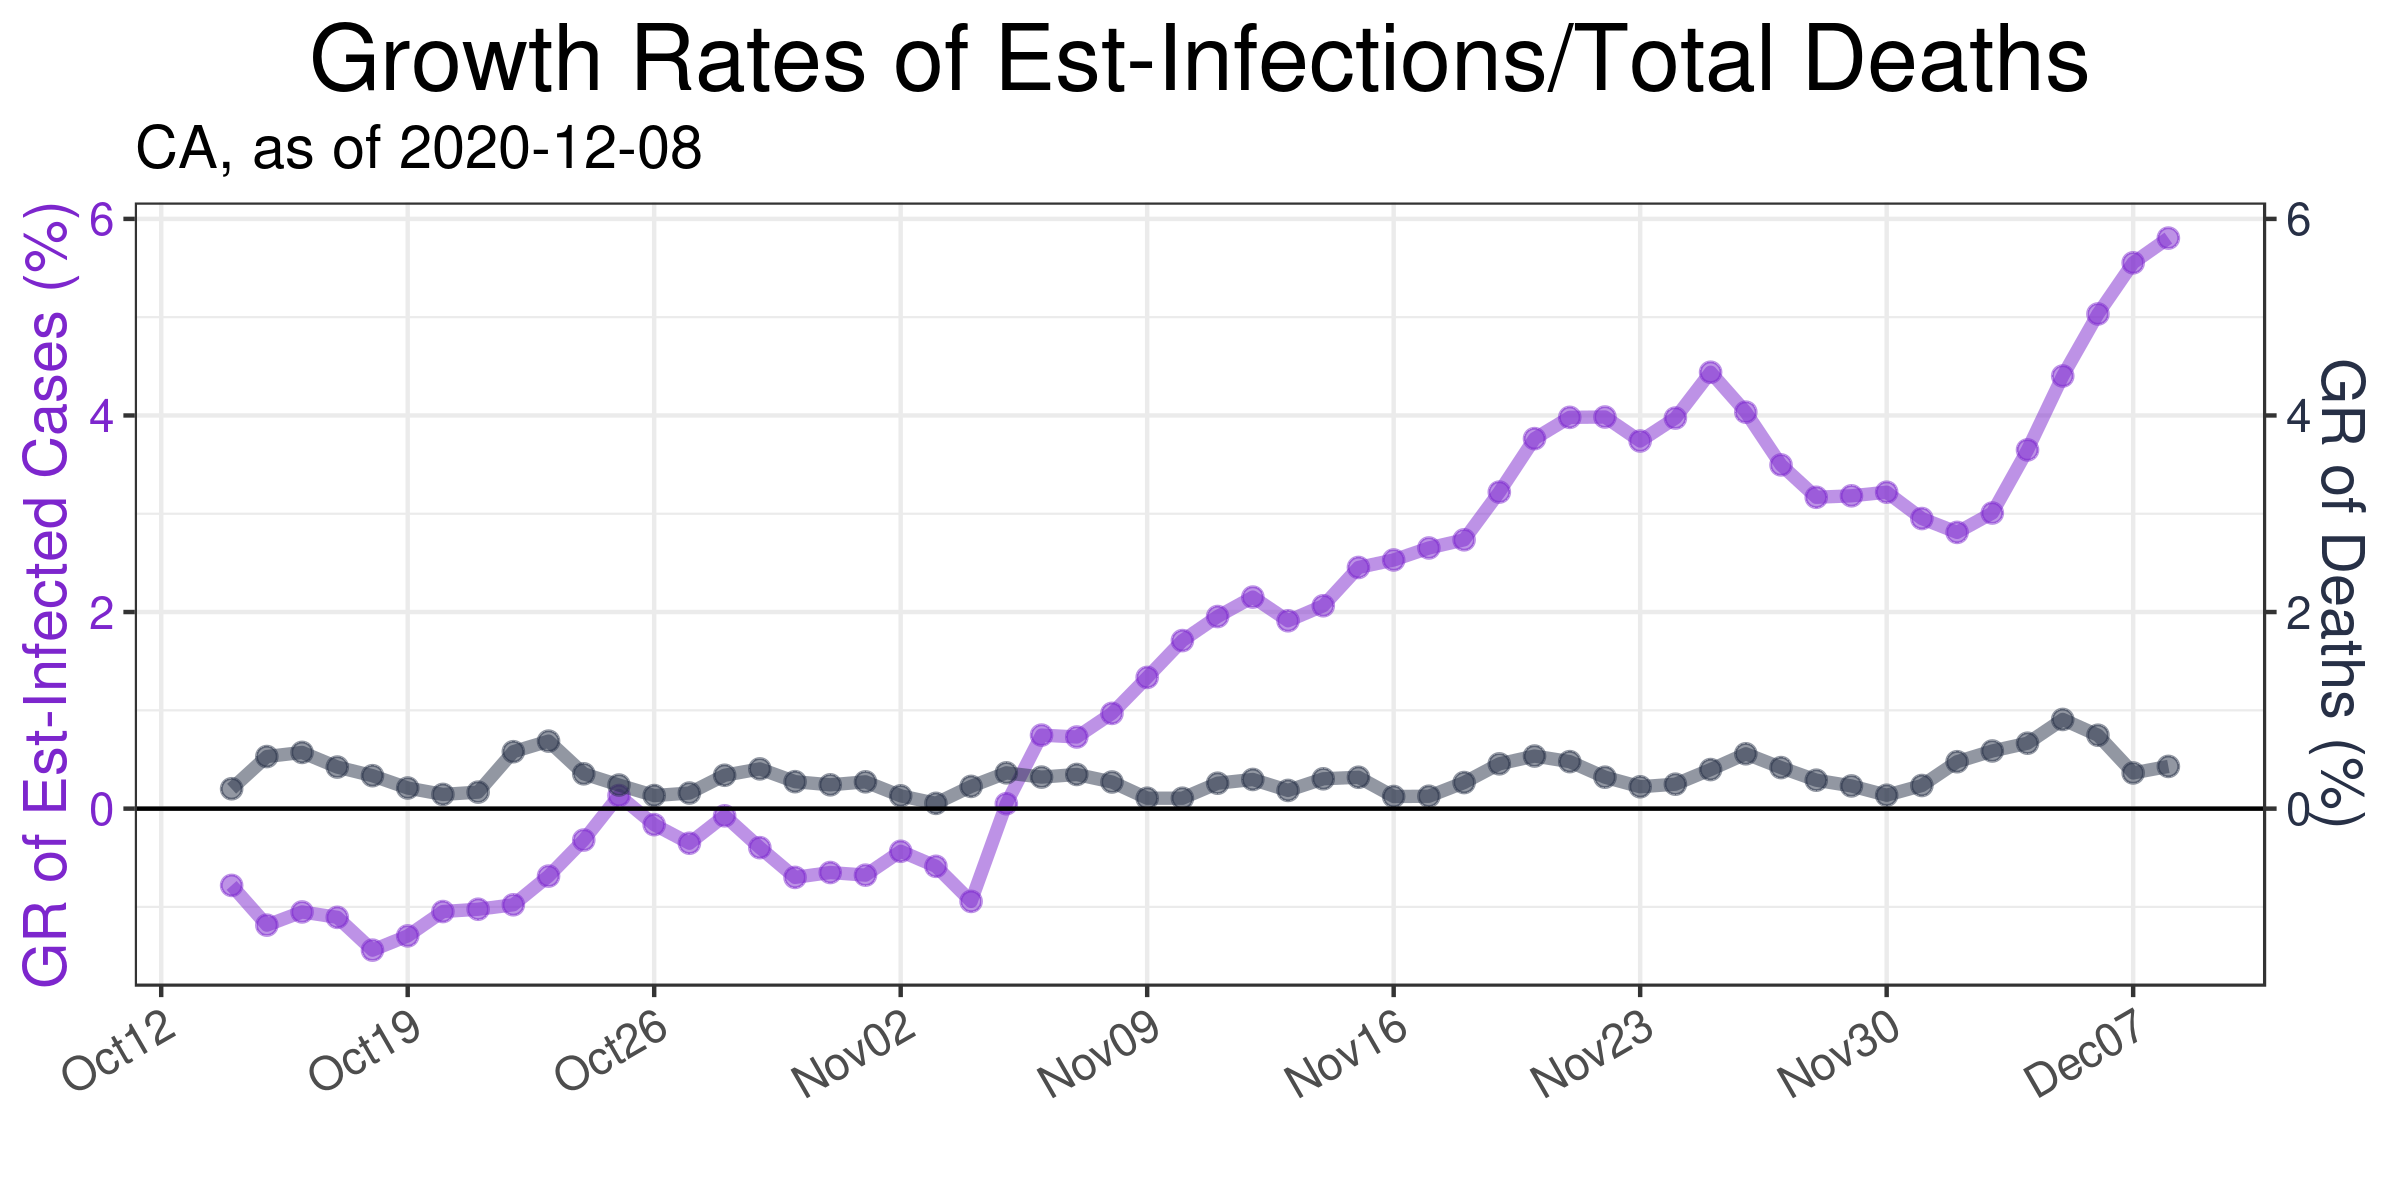 Growth Rates of Est-Infections/Total Deaths
CA, as of 2020-12-08
GR of Est-Infected Cases (%)
6
4
2
0
6
4
2
0
GR of Deaths (%)
Oct12
Oct19
Oct26
Nov02
Nov09
Nov16
Nov23
Nov30
Dec07